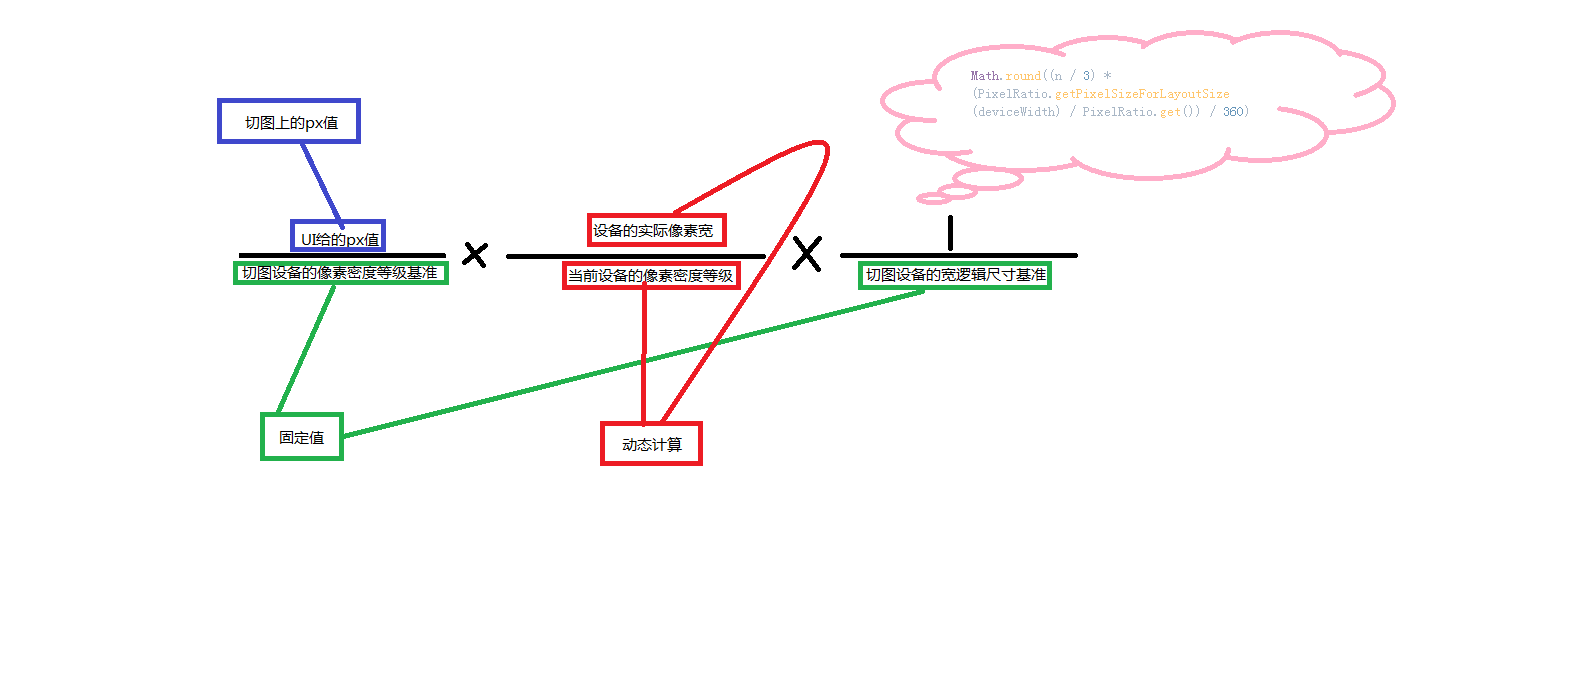 Math.round((n / 3) *
(PixelRatio.getPixelSizeForLayoutSize
(deviceWidth) / PixelRatio.get()) / 360)
切图上的px值
UI给的px值
切图设备的像素密度等级基准
×
设备的实际像素宽
当前设备的像素密度等级
×
1
切图设备的宽逻辑尺寸基准
固定值
动态计算